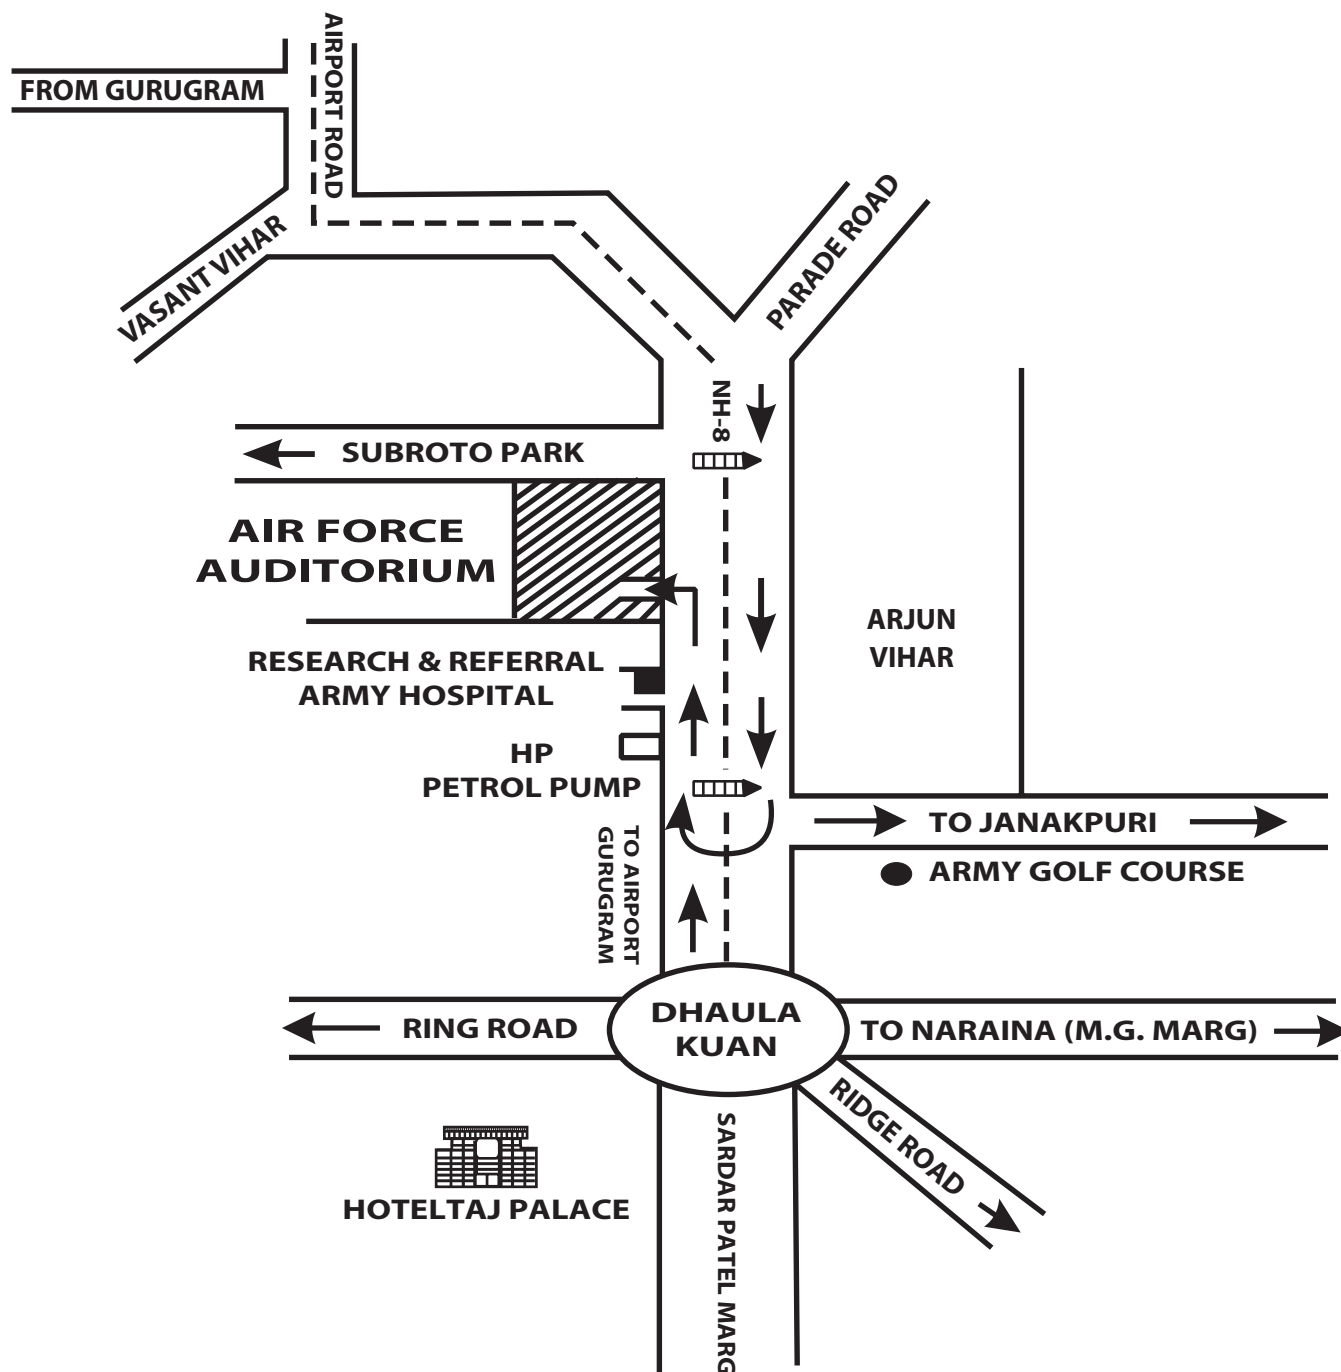 AIRPORT ROAD
FROM GURUGRAM
VASANT VIHAR
PARADE ROAD
NH-8
SUBROTO PARK
AIR FORCE
AUDITORIUM
ARJUN
VIHAR
RESEARCH & REFERRAL
ARMY HOSPITAL
HP
PETROL PUMP
TO AIRPORT
GURUGRAM
TO JANAKPURI
ARMY GOLF COURSE
RING ROAD
DHAULA
KUAN
TO NARAINA (M.G. MARG)
RIDGE ROAD
SARDAR PATEL MARG
HOTELTAJ PALACE